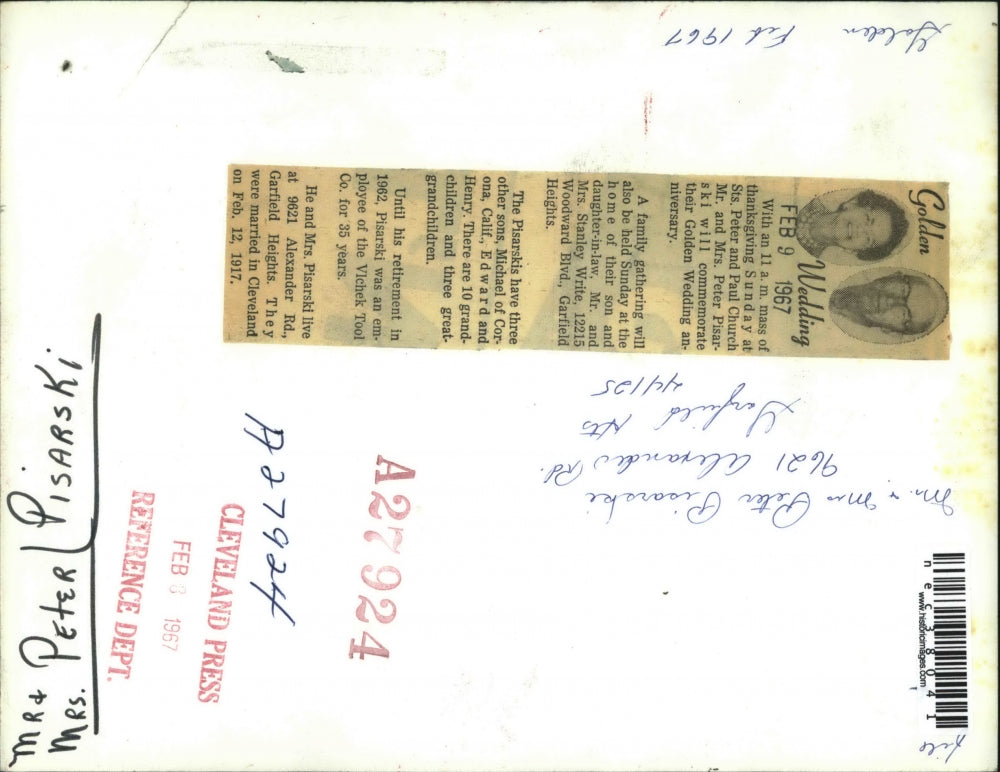 Golden
Feb 1967
Golden
Wedding
FEB 9 1967
With an 11 a. m. mass of
thanksgiving Sunday at
Sts. Peter and Paul Church
Mr. and Mrs. Peter Pisar-
ski will commemorate
their Golden Wedding an-
niversary.
A family gathering will
also be held Sunday at the
home of their son and
daughter-in-law, Mr. and
Mrs. Stanley Write, 12215
Woodward Blvd., Garfield
Heights.
The Pisarskis have three
other sons, Michael of Cor-
ona, Calif., Edward and
Henry. There are 10 grand-
children and three great-
grandchildren.
Until his retirement in
1962, Pisarski was an em-
ployee of the Vlchek Tool
Co. for 35 years.
He and Mrs. Pisarski live
at 9621 Alexander Rd.,
Garfield Heights. They
were married in Cleveland
on Feb. 12, 1917.
Mr. + Mrs Peter Pisarski
9621 Alexander Rd.
Garfield Hts
44125
A27924
A27924
CLEVELAND PRESS
FEB 8 1967
REFERENCE DEPT.
MR +
MRS. PETER PISARSKI
nec38041
www.historicimages.com
file